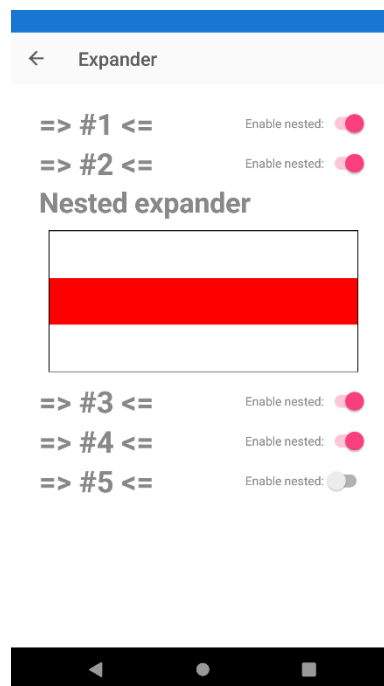 Expander
=> #1 <= Enable nested:
=> #2 <= Enable nested:
Nested expander
=> #3 <= Enable nested:
=> #4 <= Enable nested:
=> #5 <= Enable nested: